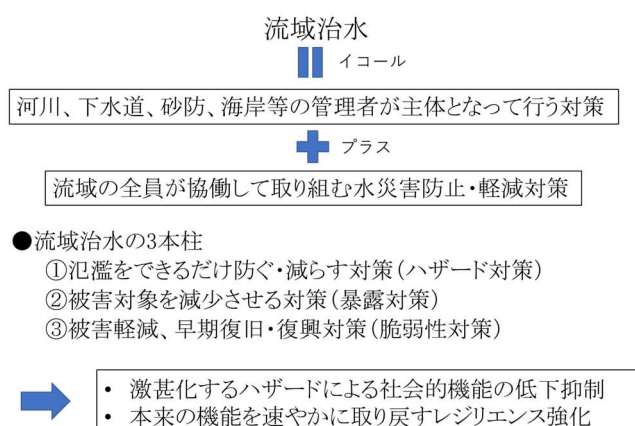 流域治水
イコール
河川、下水道、砂防、海岸等の管理者が主体となって行う対策
プラス
流域の全員が協働して取り組む水災害防止・軽減対策
●流域治水の3本柱
①氾濫をできるだけ防ぐ・減らす対策(ハザード対策)
②被害対象を減少させる対策(暴露対策)
③被害軽減、早期復旧・復興対策(脆弱性対策)
• 激甚化するハザードによる社会的機能の低下抑制
• 本来の機能を速やかに取り戻すレジリエンス強化